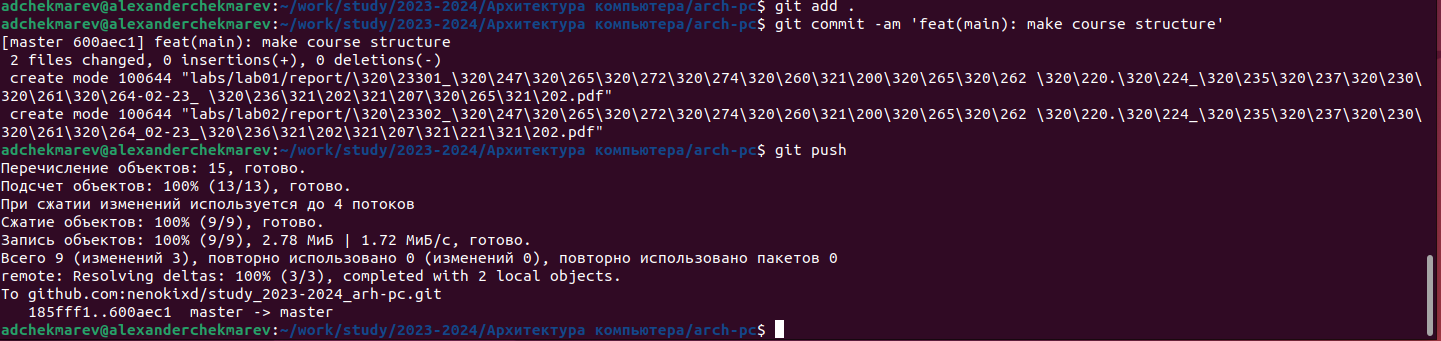 adchekmarev@alexanderchekmarev:~/work/study/2023-2024/Архитектура компьютера/arch-pc$ git add .
adchekmarev@alexanderchekmarev:~/work/study/2023-2024/Архитектура компьютера/arch-pc$ git commit -am 'feat(main): make course structure'
[master 600aec1] feat(main): make course structure
 2 files changed, 0 insertions(+), 0 deletions(-)
 create mode 100644 "labs/lab01/report/\320\23301_\320\247\320\265\320\272\320\274\320\260\321\200\320\265\320\262 \320\220.\320\224_\320\235\320\237\320\230\
\320\261\320\264-02-23_ \320\236\321\202\321\207\320\265\321\202.pdf"
 create mode 100644 "labs/lab02/report/\320\23302_\320\247\320\265\320\272\320\274\320\260\321\200\320\265\320\262 \320\220.\320\224_\320\235\320\237\320\230\
\320\261\320\264_02-23_\320\236\321\202\321\207\321\221\321\202.pdf"
adchekmarev@alexanderchekmarev:~/work/study/2023-2024/Архитектура компьютера/arch-pc$ git push
Перечисление объектов: 15, готово.
Подсчет объектов: 100% (13/13), готово.
При сжатии изменений используется до 4 потоков
Сжатие объектов: 100% (9/9), готово.
Запись объектов: 100% (9/9), 2.78 МиБ | 1.72 МиБ/с, готово.
Всего 9 (изменений 3), повторно использовано 0 (изменений 0), повторно использовано пакетов 0
remote: Resolving deltas: 100% (3/3), completed with 2 local objects.
To github.com:nenokixd/study_2023-2024_arh-pc.git
   185fff1..600aec1  master -> master
adchekmarev@alexanderchekmarev:~/work/study/2023-2024/Архитектура компьютера/arch-pc$